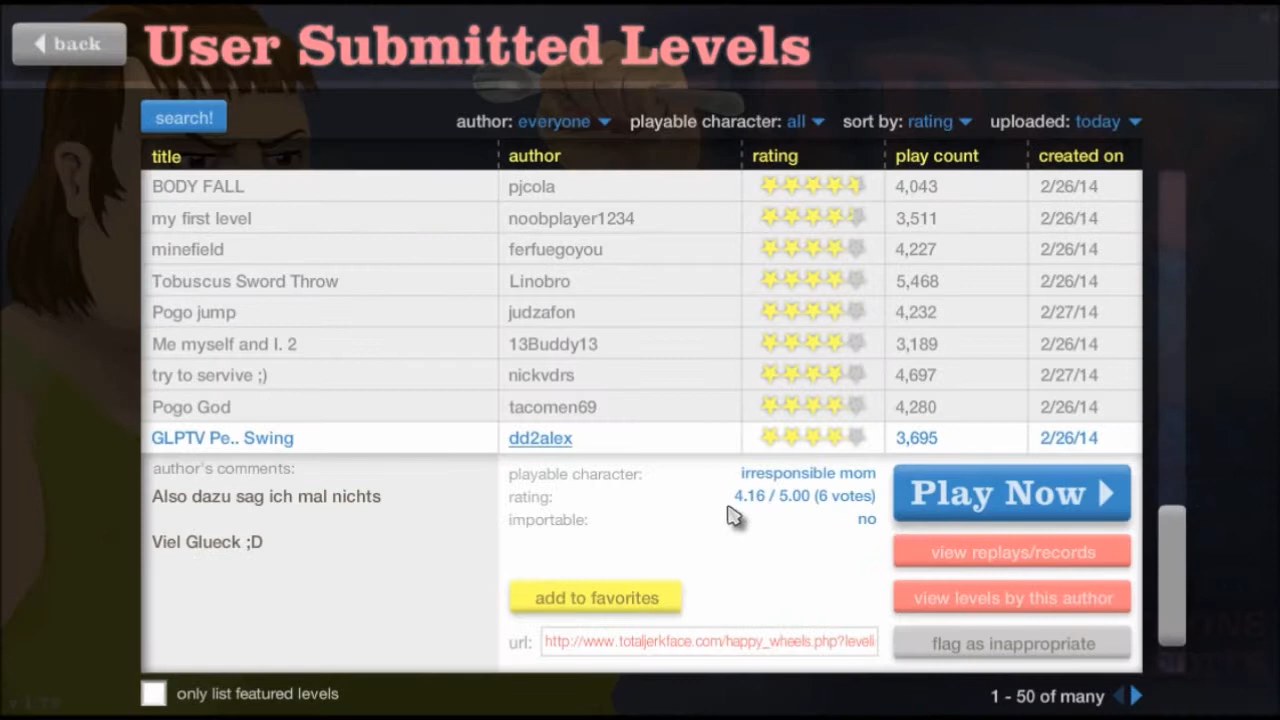 back
User Submitted Levels
search!
author: everyone playable character: all sort by: rating uploaded: today
title author rating play count created on
BODY FALL pjcola 4,043 2/26/14
my first level noobplayer1234 3,511 2/26/14
minefield ferfuegoyou 4,227 2/26/14
Tobuscus Sword Throw Linobro 5,468 2/26/14
Pogo jump judzafon 4,232 2/27/14
Me myself and I. 2 13Buddy13 3,189 2/26/14
try to servive ;) nickvdrs 4,697 2/27/14
Pogo God tacomen69 4,280 2/26/14
GLPTV Pe.. Swing dd2alex 3,695 2/26/14
author's comments:
Also dazu sag ich mal nichts
Viel Glueck ;D
playable character: irresponsible mom
rating: 4.16 / 5.00 (6 votes)
importable: no
add to favorites
url: http://www.totaljerkface.com/happy_wheels.php?leveli
Play Now
view replays/records
view levels by this author
flag as inappropriate
only list featured levels
1 - 50 of many